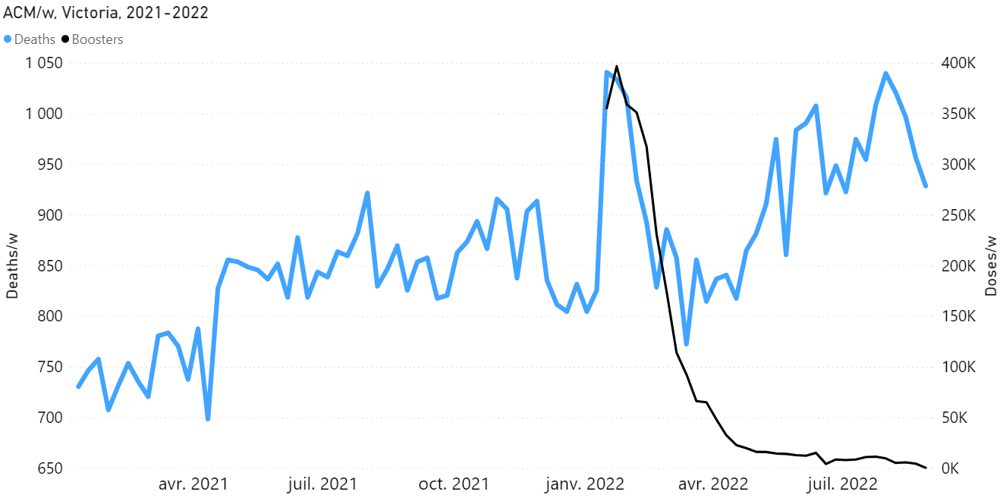 ACM/w, Victoria, 2021-2022
Deaths Boosters
1 050 400K
1 000 350K
950 300K
900 250K
850 200K
800 150K
750 100K
700 50K
650 0K
Deaths/w
Doses/w
avr. 2021 juil. 2021 oct. 2021 janv. 2022 avr. 2022 juil. 2022